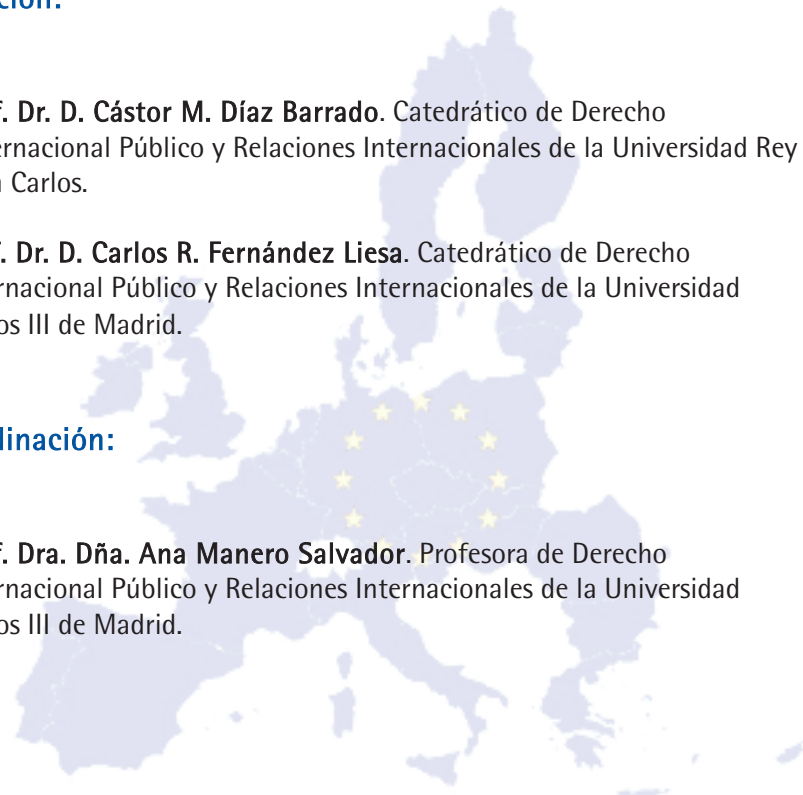 ción:
f. Dr. D. Cástor M. Díaz Barrado. Catedrático de Derecho
ernacional Público y Relaciones Internacionales de la Universidad Rey
n Carlos.
f. Dr. D. Carlos R. Fernández Liesa. Catedrático de Derecho
ernacional Público y Relaciones Internacionales de la Universidad
os III de Madrid.
dinación:
f. Dra. Dña. Ana Manero Salvador. Profesora de Derecho
ernacional Público y Relaciones Internacionales de la Universidad
os III de Madrid.